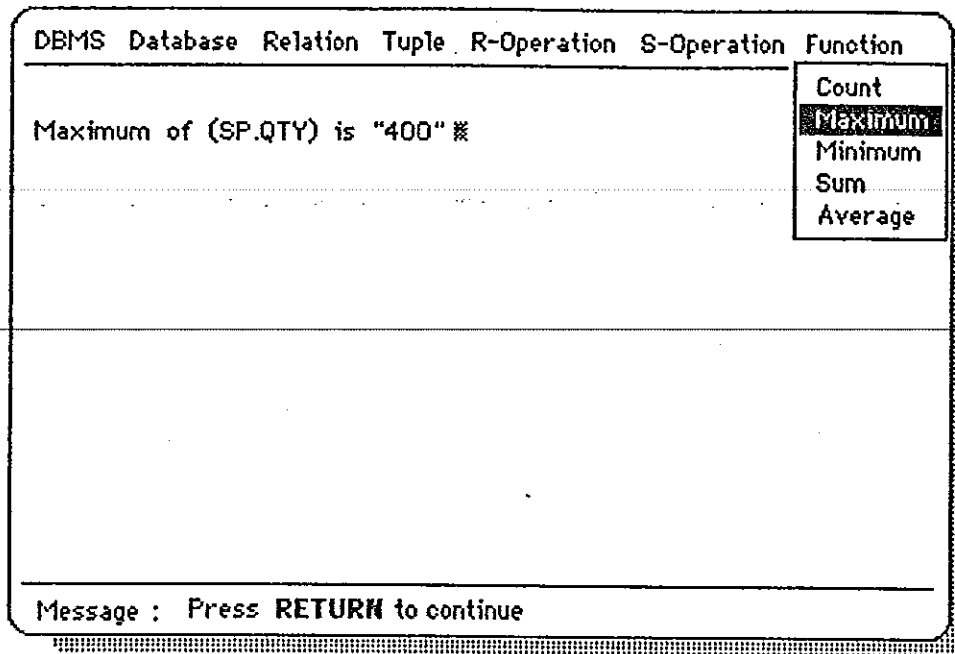 DBMS Database Relation Tuple R-Operation S-Operation Function
Count
Maximum
Minimum
Sum
Average
Maximum of (SP.QTY) is "400"
Message : Press RETURN to continue